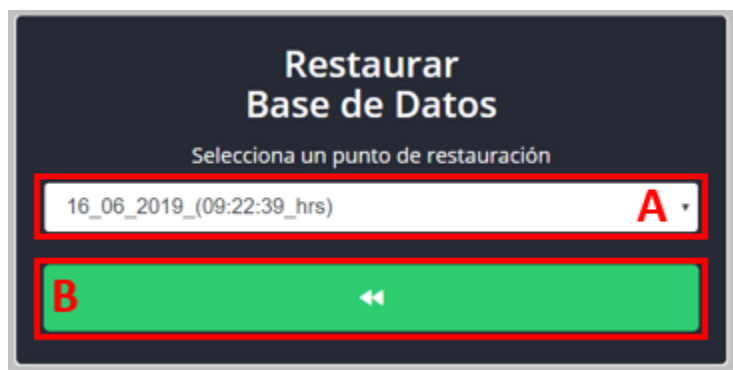 Restaurar
Base de Datos
Selecciona un punto de restauración
16_06_2019_(09:22:39_hrs) A
B